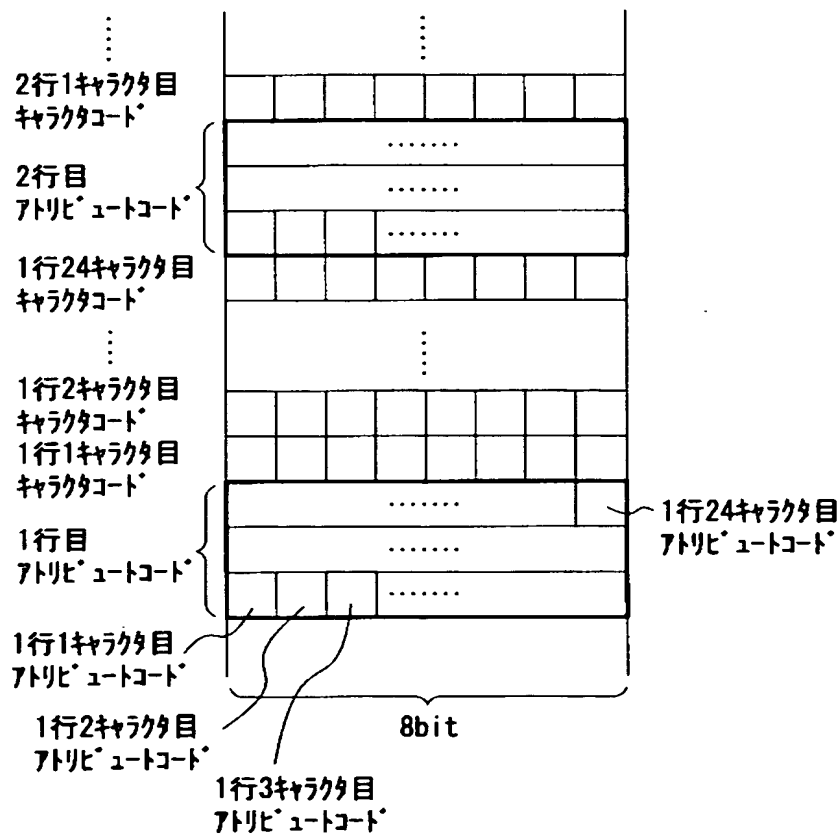 2行1キャラクタ目
キャラクタコード
2行目
アトリビュートコード
1行24キャラクタ目
キャラクタコード
1行2キャラクタ目
キャラクタコード
1行1キャラクタ目
キャラクタコード
1行目
アトリビュートコード
1行24キャラクタ目
アトリビュートコード
1行1キャラクタ目
アトリビュートコード
8bit
1行2キャラクタ目
アトリビュートコード
1行3キャラクタ目
アトリビュートコード